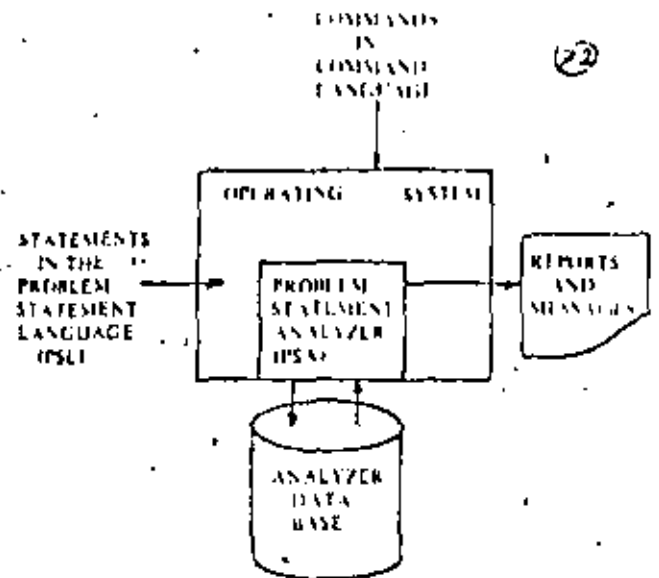 COMMANDS
IN
COMMAND
LANGUAGE
22
OPERATING SYSTEM
STATEMENTS
IN THE
PROBLEM
STATEMENT
LANGUAGE
(PSL)
PROBLEM
STATEMENT
ANALYZER
(PSA)
REPORTS
AND
MESSAGES
ANALYZER
DATA
BASE